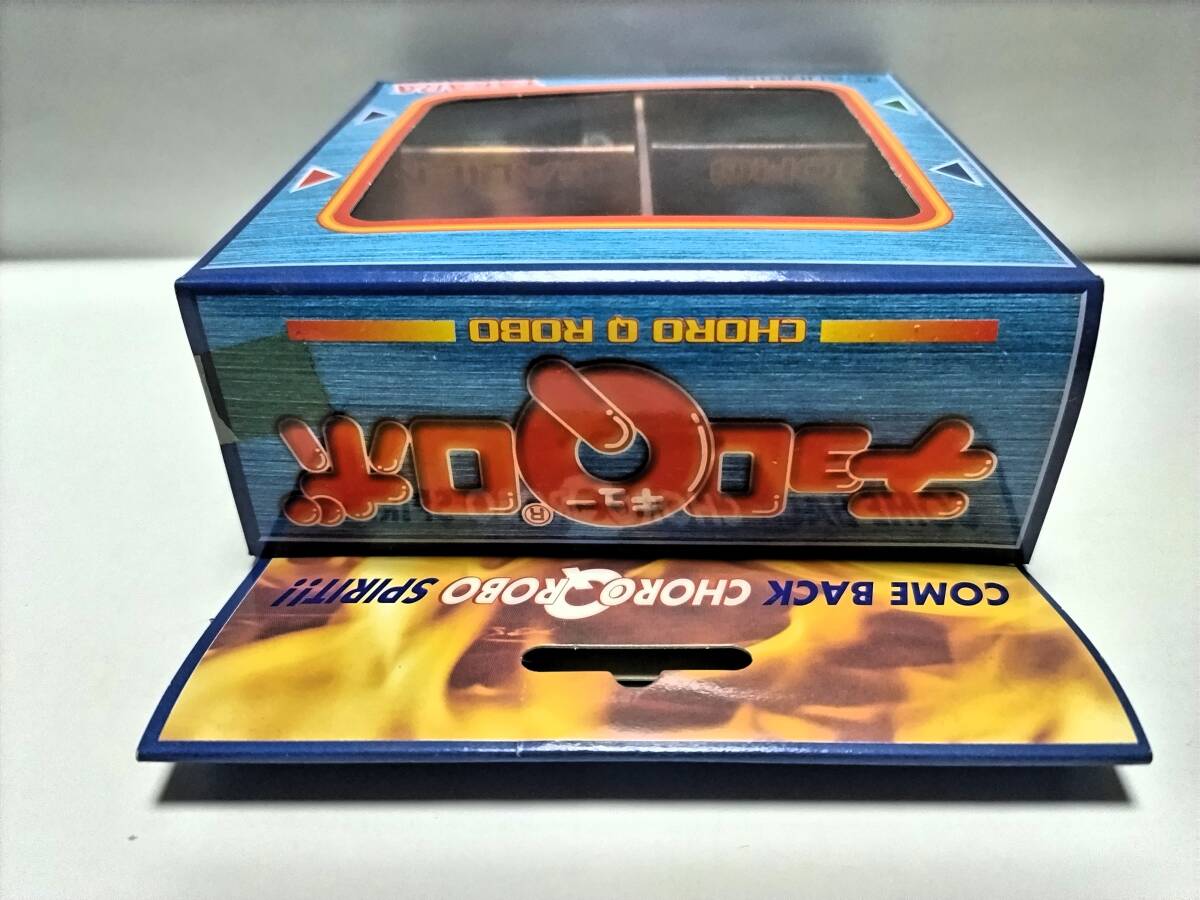 COME BACK CHORO Q ROBO SPIRIT!!
チョロQロボ!
キュー
®
CHORO Q ROBO